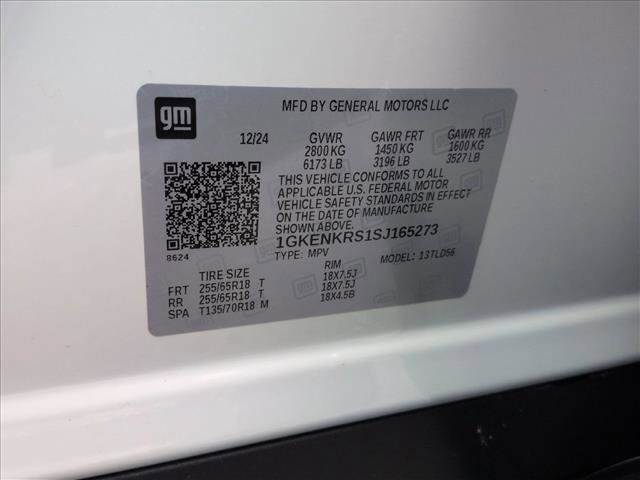 gm
MFD BY GENERAL MOTORS LLC
12/24 GVWR GAWR FRT GAWR RR
2800 KG 1450 KG 1600 KG
6173 LB 3196 LB 3527 LB
THIS VEHICLE CONFORMS TO ALL
APPLICABLE U.S. FEDERAL MOTOR
VEHICLE SAFETY STANDARDS IN EFFECT
ON THE DATE OF MANUFACTURE
SHOWN ABOVE.
1GKENKRS1SJ165273
8624
TYPE: MPV MODEL: 13TLD56
TIRE SIZE RIM
FRT 255/65R18 T 18X7.5J
RR 255/65R18 T 18X7.5J
SPA T135/70R18 M 18X4.5B